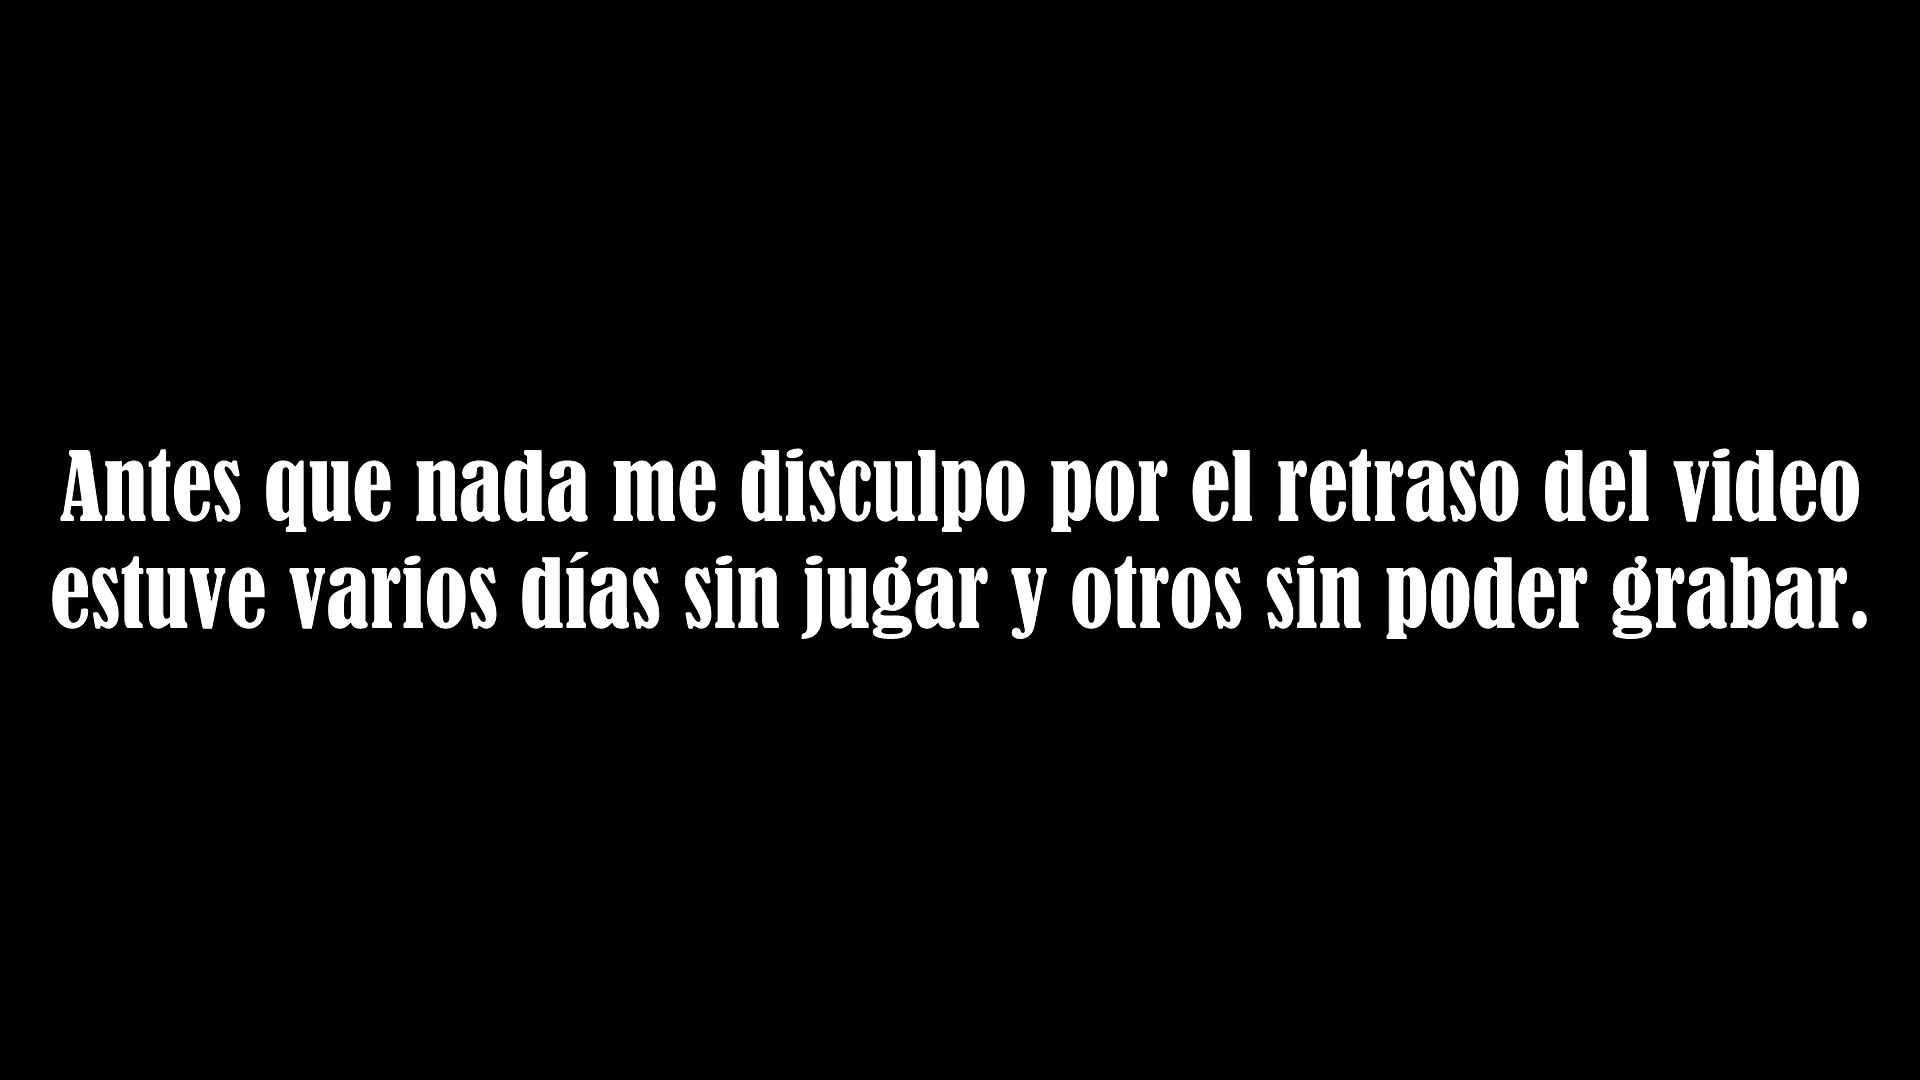 Antes que nada me disculpo por el retraso del video
estuve varios días sin jugar y otros sin poder grabar.